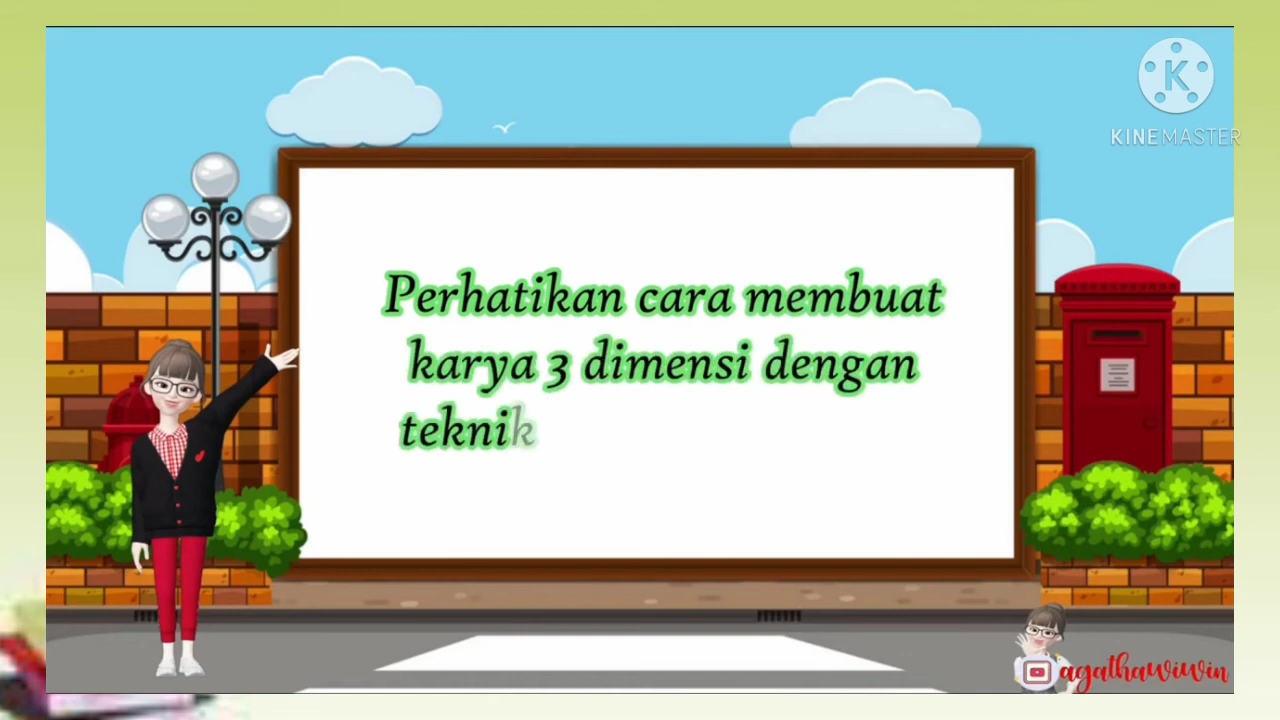 KINEMASTER
Perhatikan cara membuat
karya 3 dimensi dengan
teknik
agathawiwin